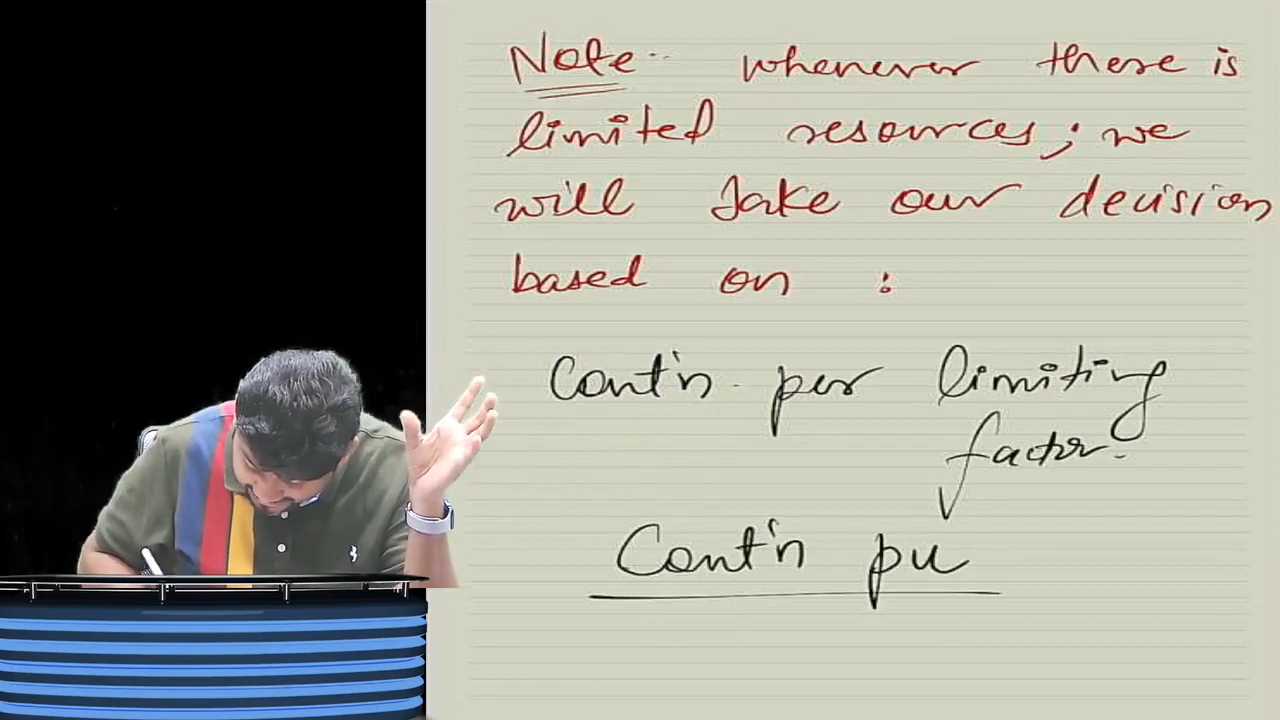 Note:- whenever there is
limited resources; we
will take our decision
based on :
Cont'n. per limiting
factor.
Cont'n pu